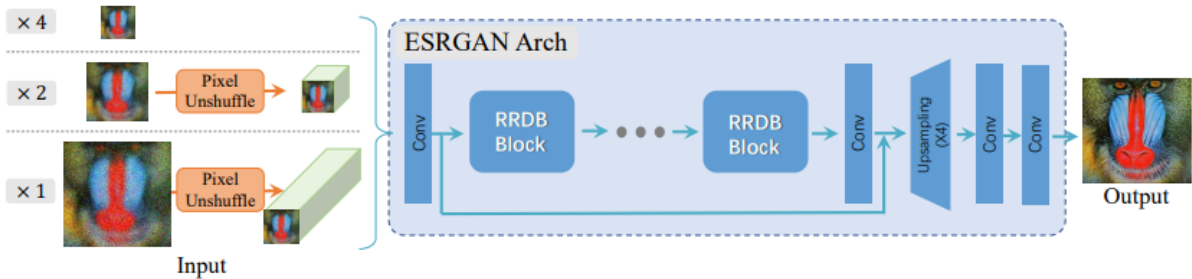 × 4
× 2
Pixel
Unshuffle
× 1
Pixel
Unshuffle
Input
ESRGAN Arch
Conv
RRDB
Block
RRDB
Block
Conv
Upsampling
(X4)
Conv
Conv
Output